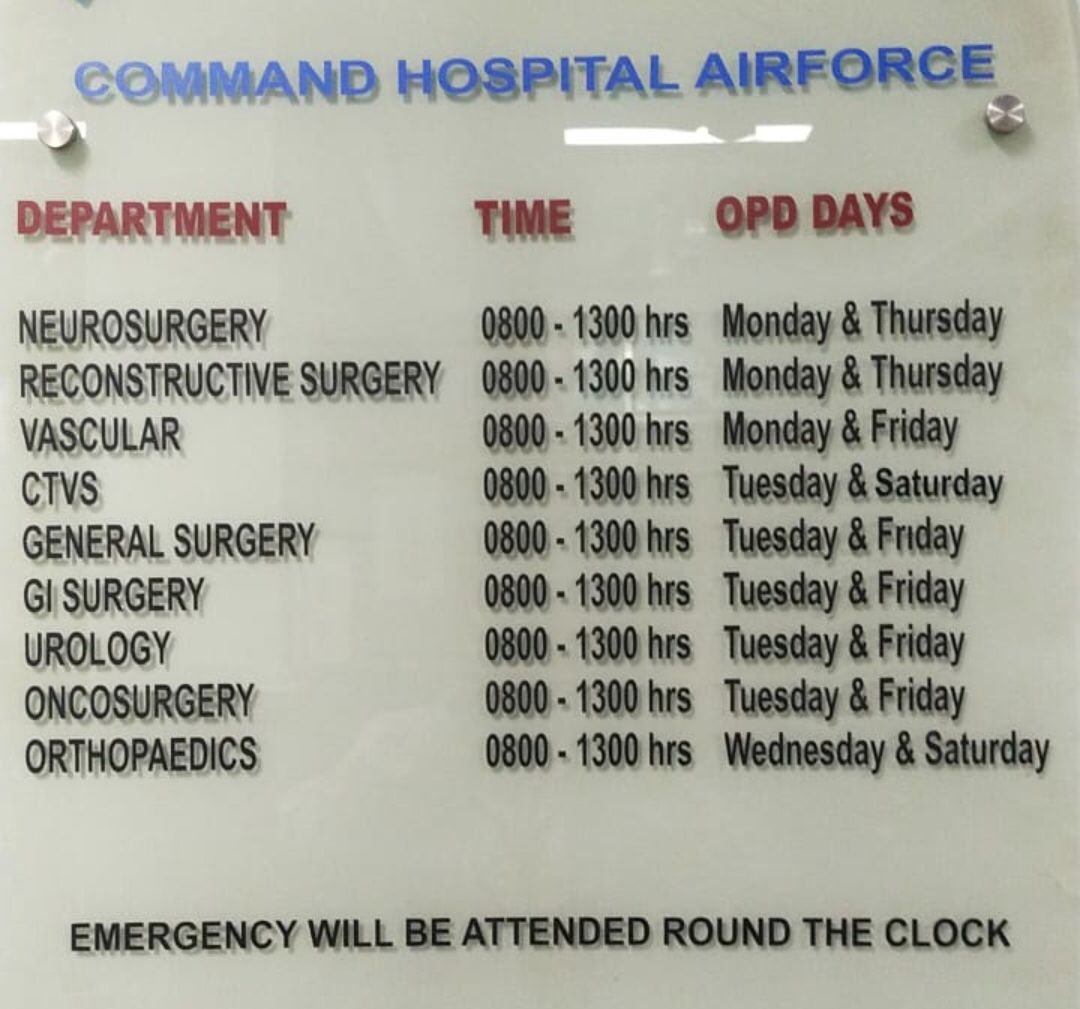 COMMAND HOSPITAL AIRFORCE
DEPARTMENT TIME OPD DAYS
NEUROSURGERY 0800 - 1300 hrs Monday & Thursday
RECONSTRUCTIVE SURGERY 0800 - 1300 hrs Monday & Thursday
VASCULAR 0800 - 1300 hrs Monday & Friday
CTVS 0800 - 1300 hrs Tuesday & Saturday
GENERAL SURGERY 0800 - 1300 hrs Tuesday & Friday
GI SURGERY 0800 - 1300 hrs Tuesday & Friday
UROLOGY 0800 - 1300 hrs Tuesday & Friday
ONCOSURGERY 0800 - 1300 hrs Tuesday & Friday
ORTHOPAEDICS 0800 - 1300 hrs Wednesday & Saturday
EMERGENCY WILL BE ATTENDED ROUND THE CLOCK